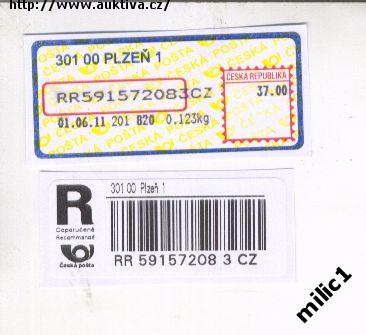 http://www.auktiva.cz/
301 00 PLZEŇ 1
ČESKÁ REPUBLIKA
RR591572083CZ
37.00
01.06.11 201 820 0.123kg
R
Doporučeně
Recommandé
Česká pošta
301 00 Plzeň 1
RR 59157208 3 CZ
milic1